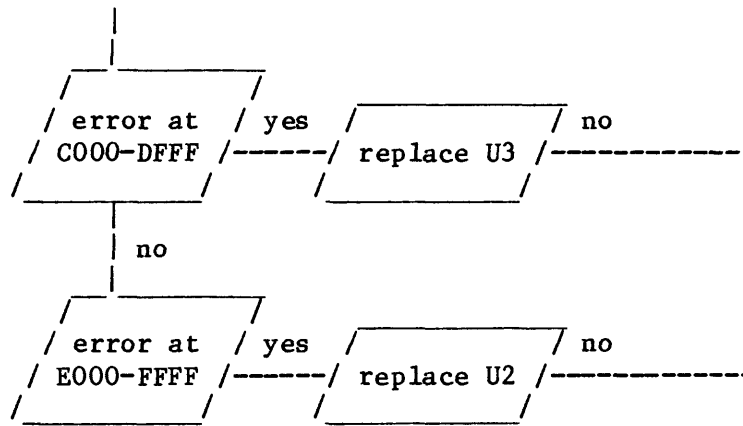 error at
C000-DFFF
yes
replace U3
no
no
error at
E000-FFFF
yes
replace U2
no